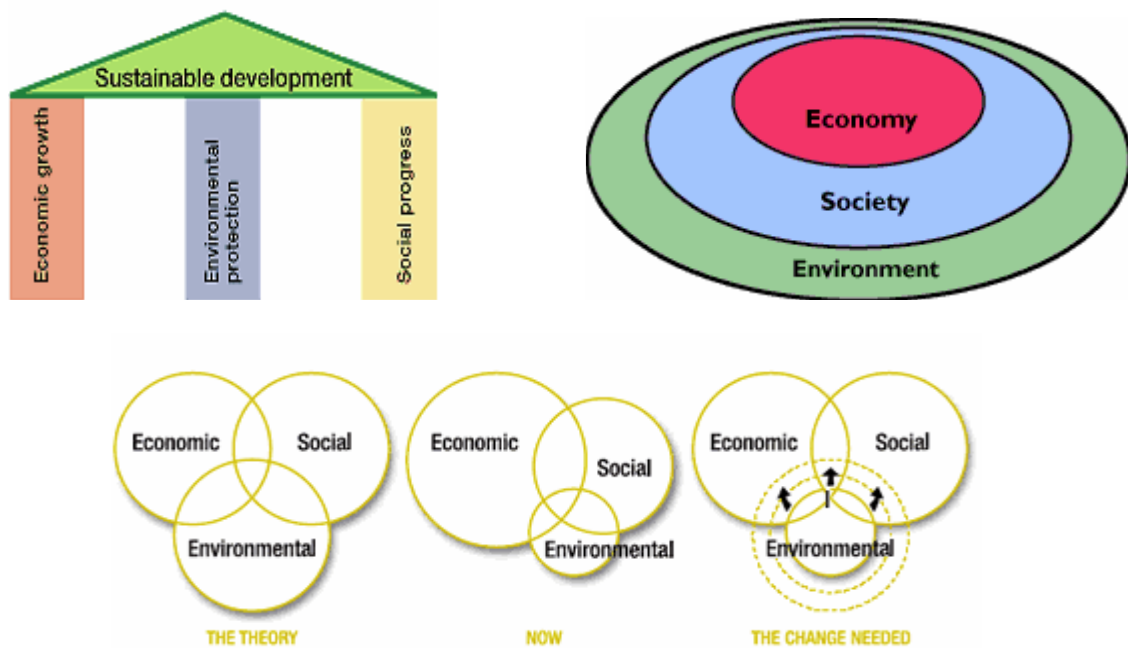 Sustainable development
Economic growth
Environmental
protection
Social progress
Economy
Society
Environment
Economic
Social
Environmental
THE THEORY
Economic
Social
Environmental
NOW
Economic
Social
Environmental
THE CHANGE NEEDED